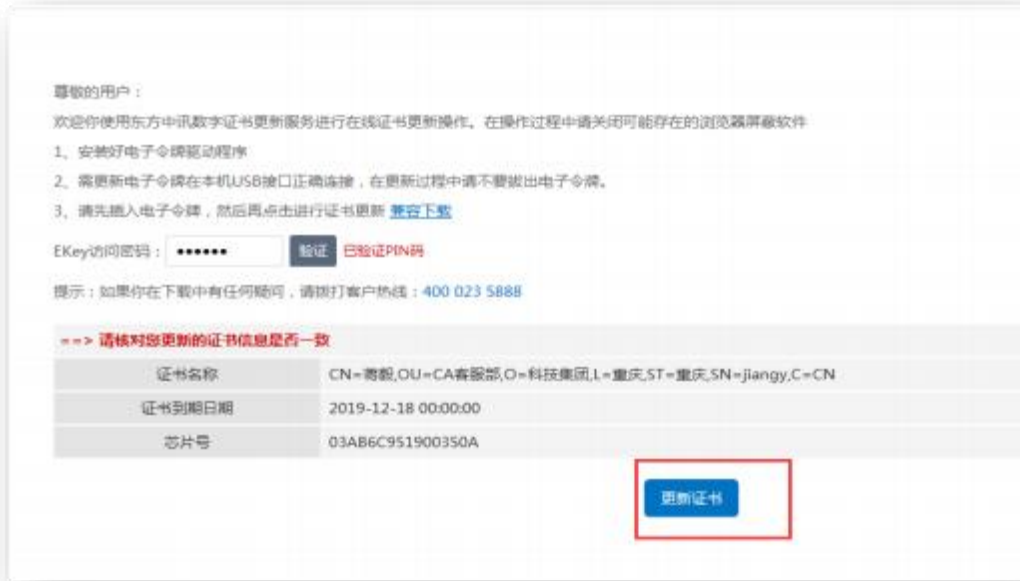 尊敬的用户：
欢迎你使用东方中讯数字证书更新服务进行在线证书更新操作。在操作过程中请关闭可能存在的浏览器屏蔽软件
1、安装好电子令牌驱动程序
2、需更新电子令牌在本机USB接口正确连接，在更新过程中请不要拔出电子令牌。
3、请先插入电子令牌，然后再点击进行证书更新 兼容下载
EKey访问密码： •••••• 验证 已验证PIN码
提示：如果你在下载中有任何疑问，请拨打客户热线：400 023 5888
==> 请核对您更新的证书信息是否一致
证书名称 CN=蒋毅,OU=CA客服部,O=科技集团,L=重庆,ST=重庆,SN=jiangy,C=CN
证书到期日期 2019-12-18 00:00:00
芯片号 03AB6C951900350A
更新证书